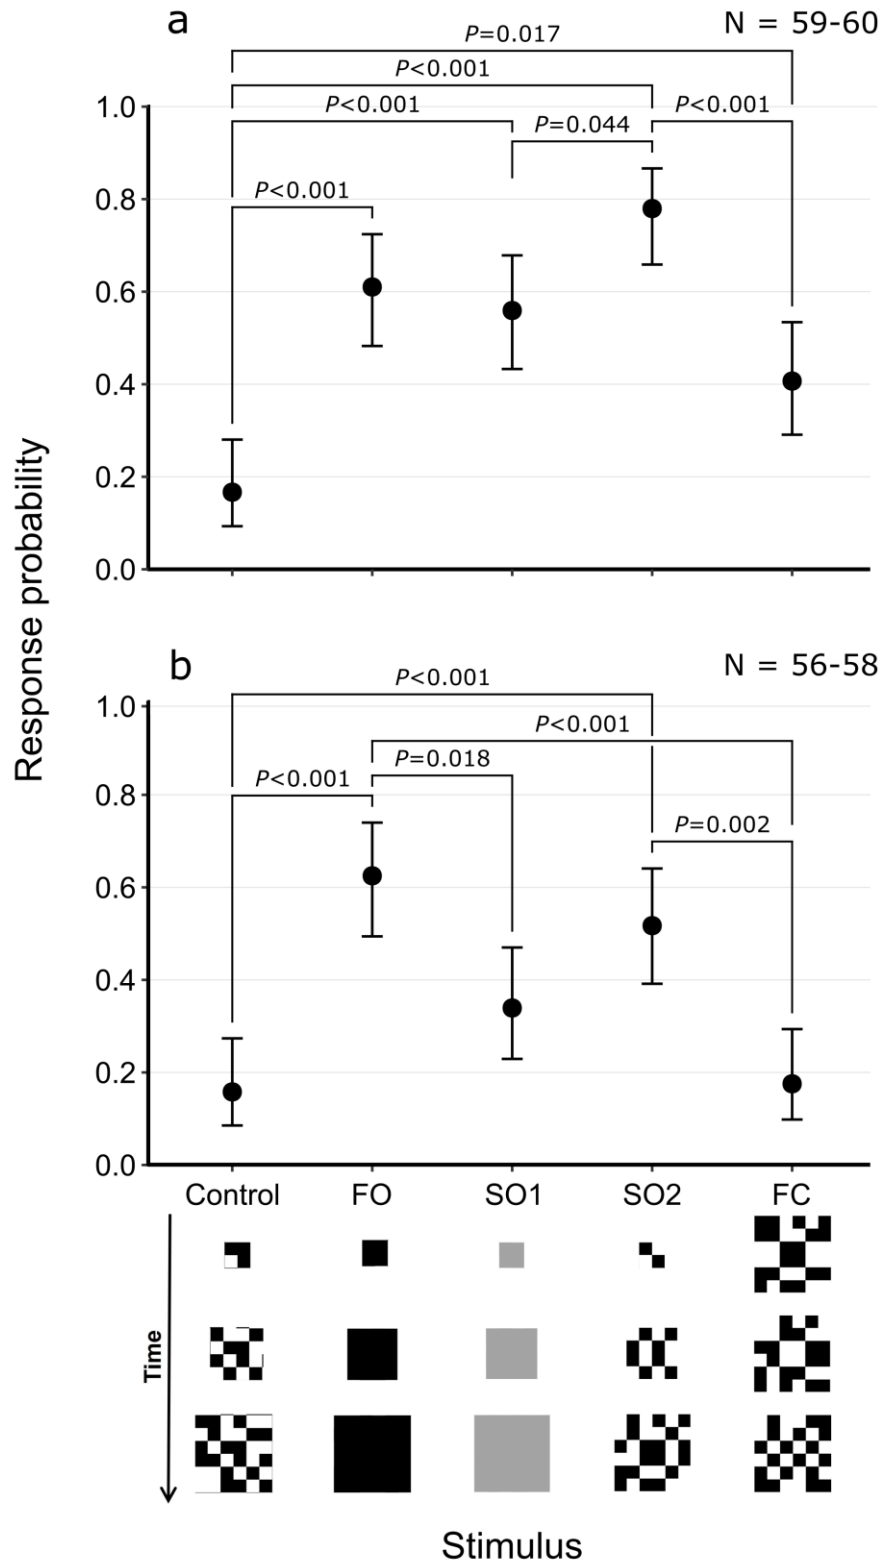 a
N = 59-60
P=0.017
P<0.001
P<0.001
P<0.001
P=0.044
P<0.001
1.0
0.8
0.6
0.4
0.2
0.0
Response probability
b
N = 56-58
P<0.001
P<0.001
P=0.018
P<0.001
P=0.002
1.0
0.8
0.6
0.4
0.2
0.0
Control FO SO1 SO2 FC
Time
Stimulus